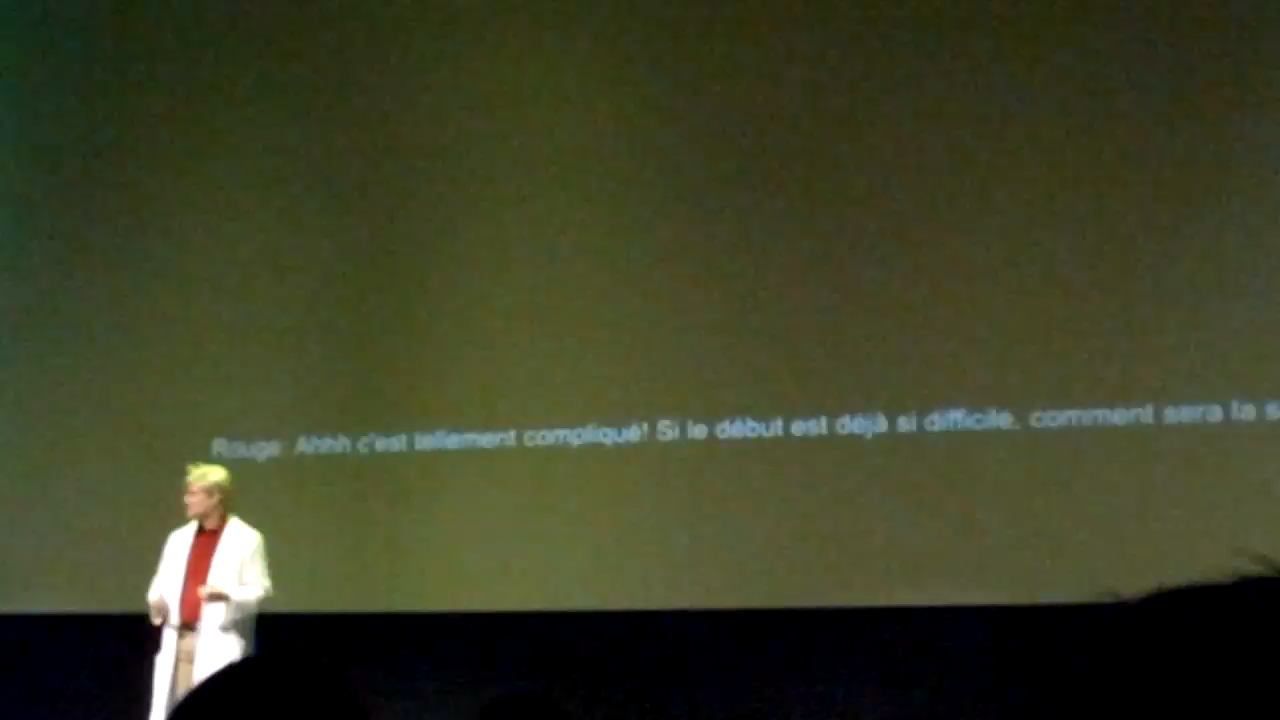 Rouge: Ahhh c'est tellement compliqué! Si le début est déjà si difficile, comment sera la